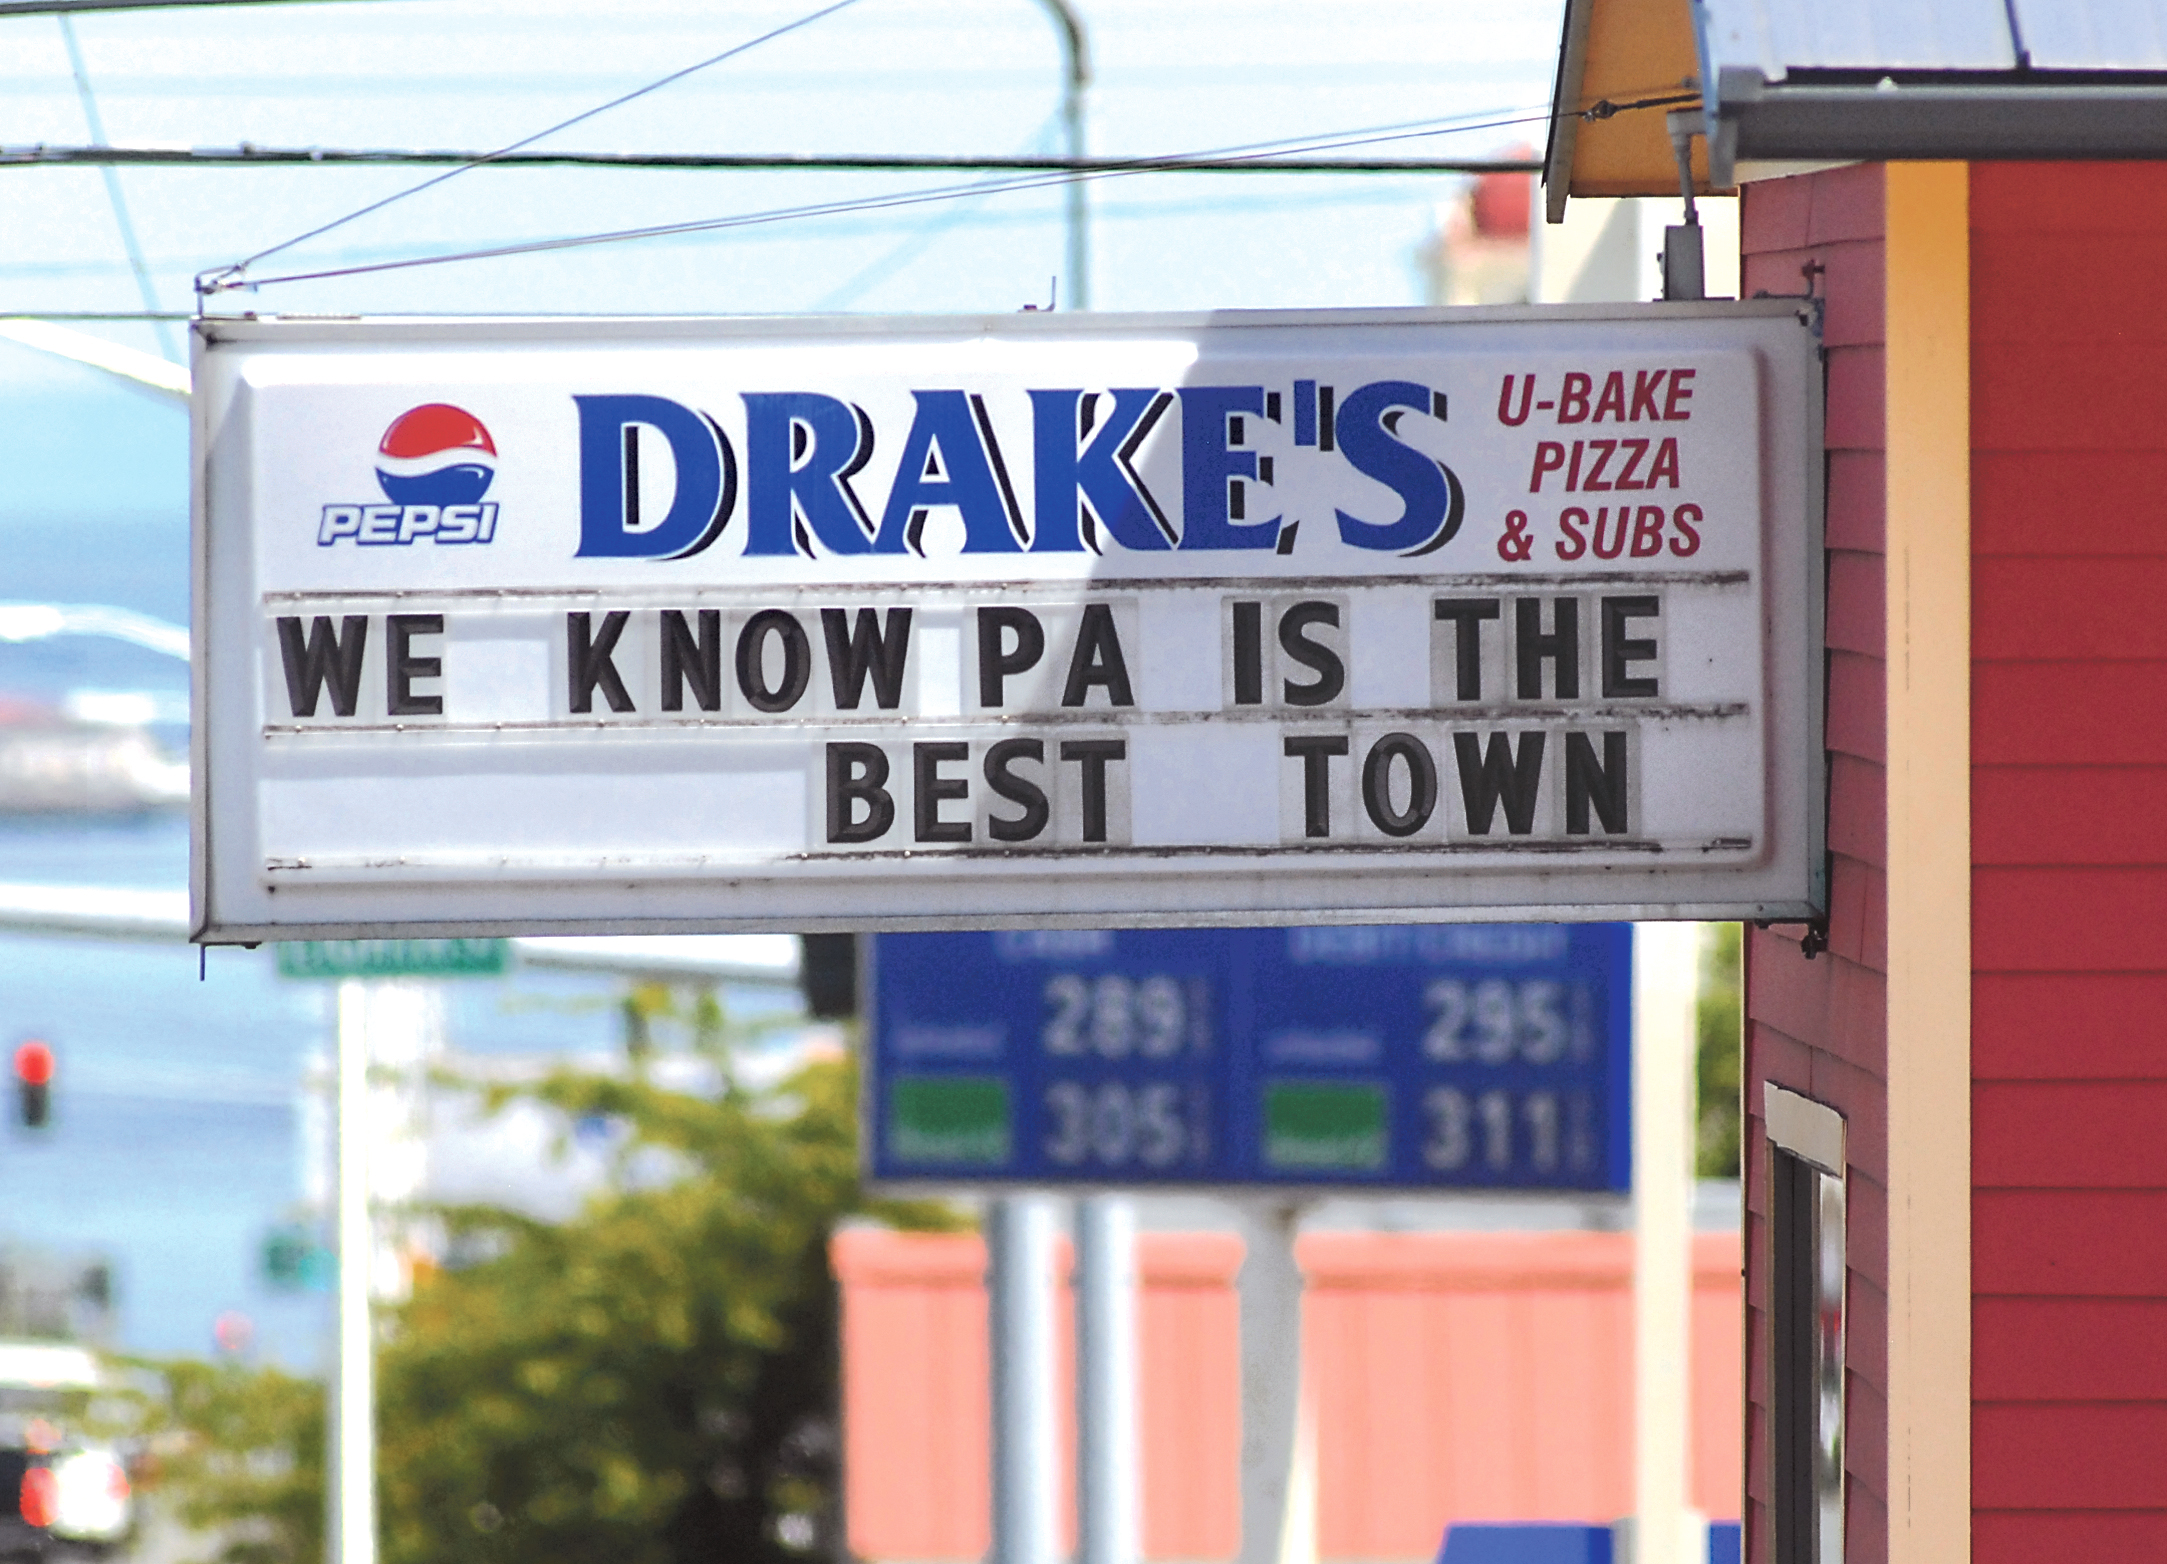 PEPSI
DRAKE'S
U-BAKE
PIZZA
& SUBS
WE KNOW PA IS THE
BEST TOWN
289 295
305 311